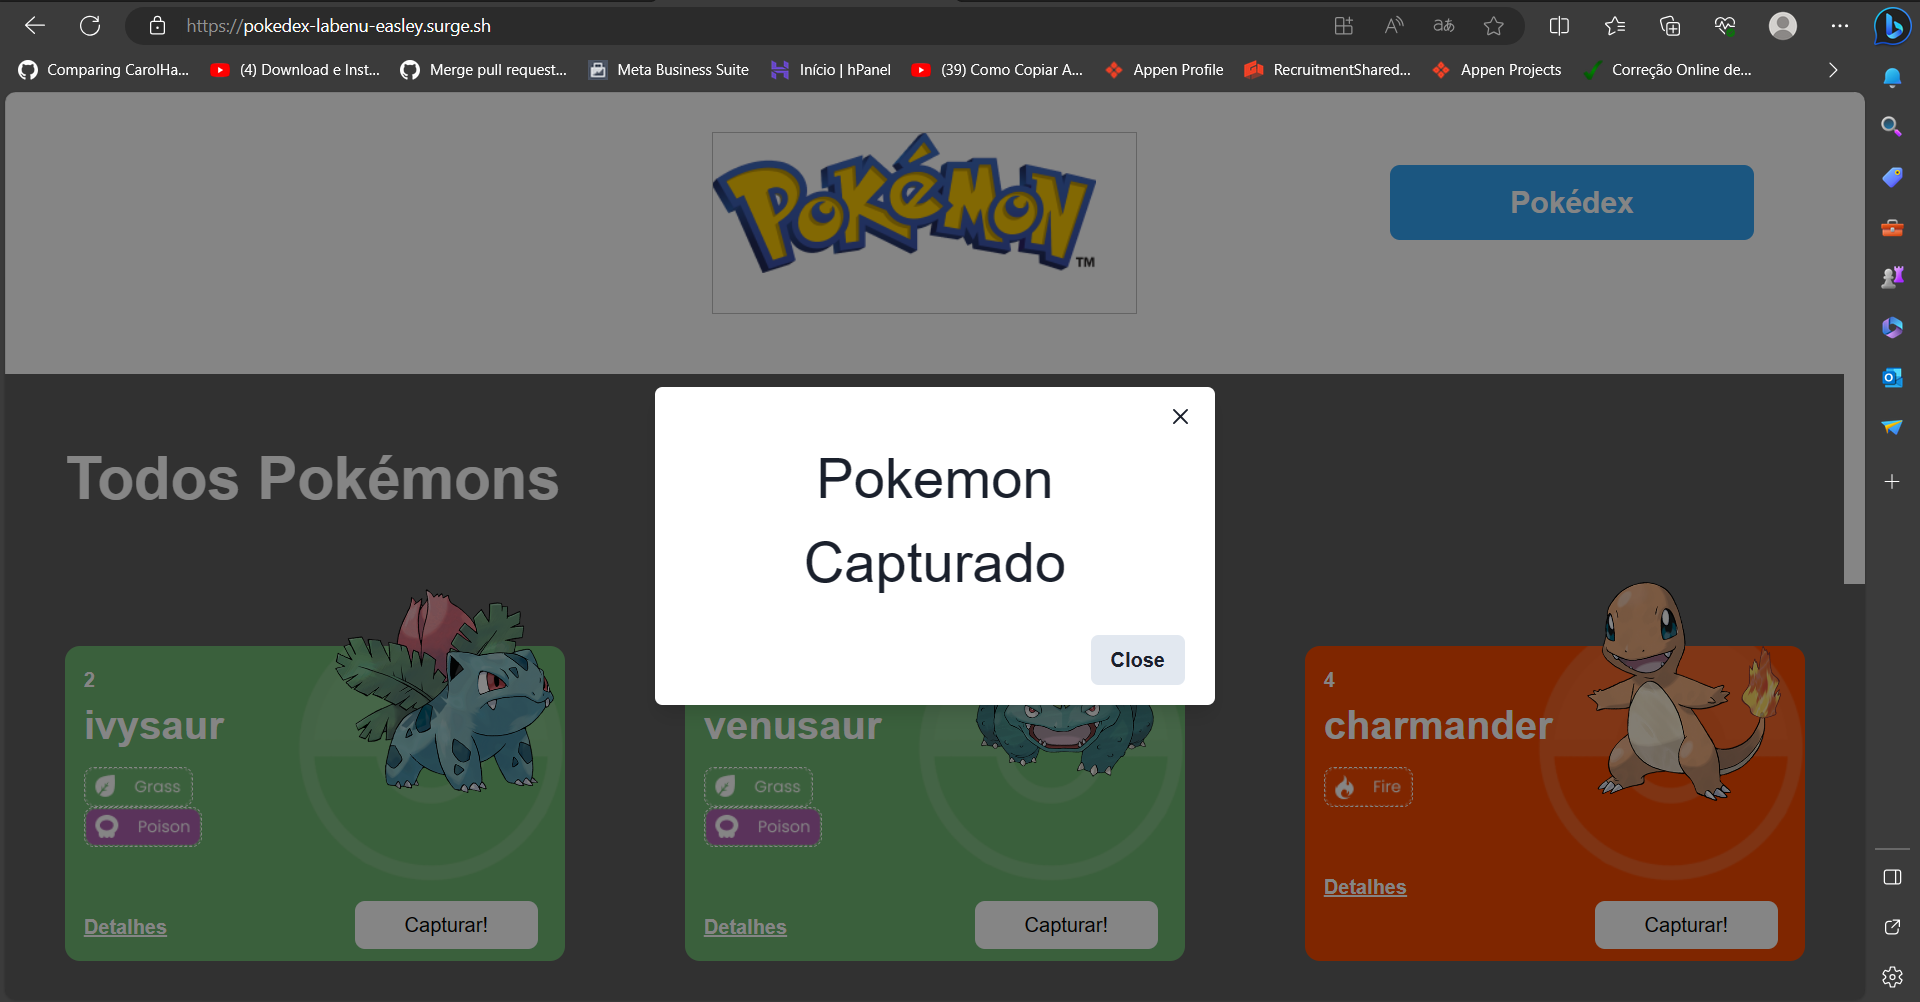 https://pokedex-labenu-easley.surge.sh
Comparing CarolHa... (4) Download e Inst... Merge pull request... Meta Business Suite Início | hPanel (39) Como Copiar A... Appen Profile RecruitmentShared... Appen Projects Correção Online de...
POKéMON TM
Pokédex
Todos Pokémons
Pokemon
Capturado
Close
2
ivysaur
Grass
Poison
Detalhes
Capturar!
venusaur
Grass
Poison
Detalhes
Capturar!
4
charmander
Fire
Detalhes
Capturar!